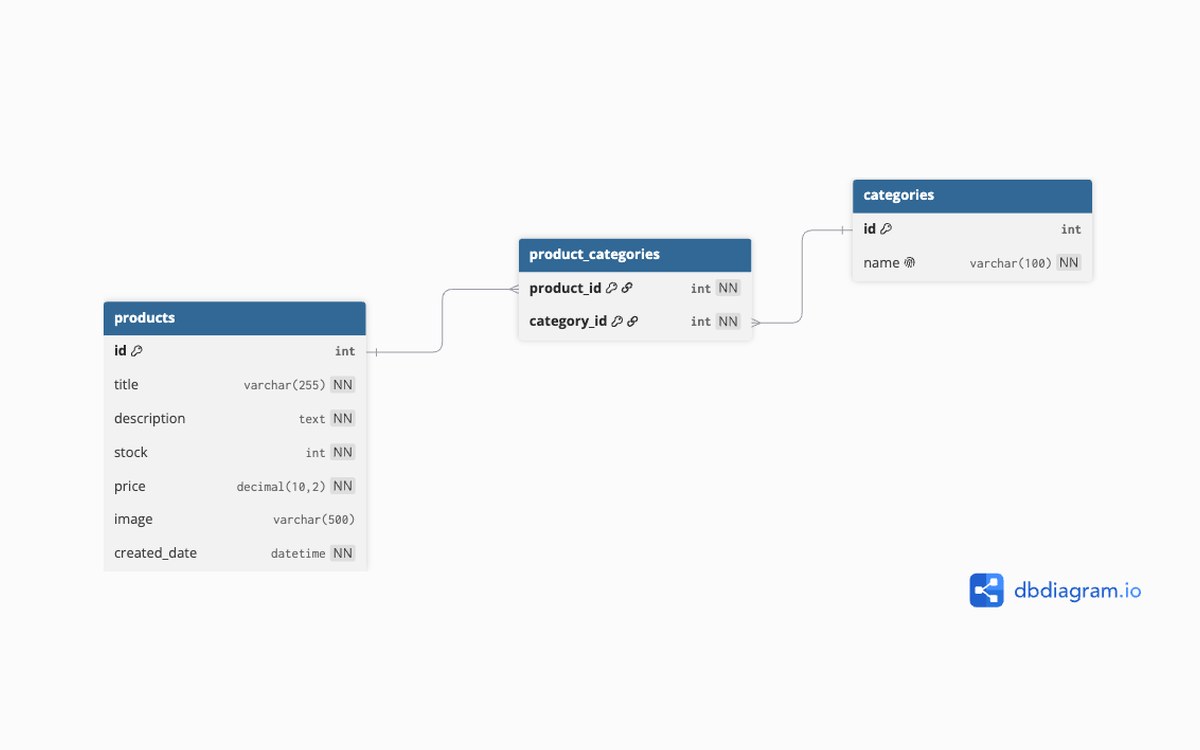 products
id int
title varchar(255) NN
description text NN
stock int NN
price decimal(10,2) NN
image varchar(500)
created_date datetime NN
product_categories
product_id int NN
category_id int NN
categories
id int
name varchar(100) NN
dbdiagram.io